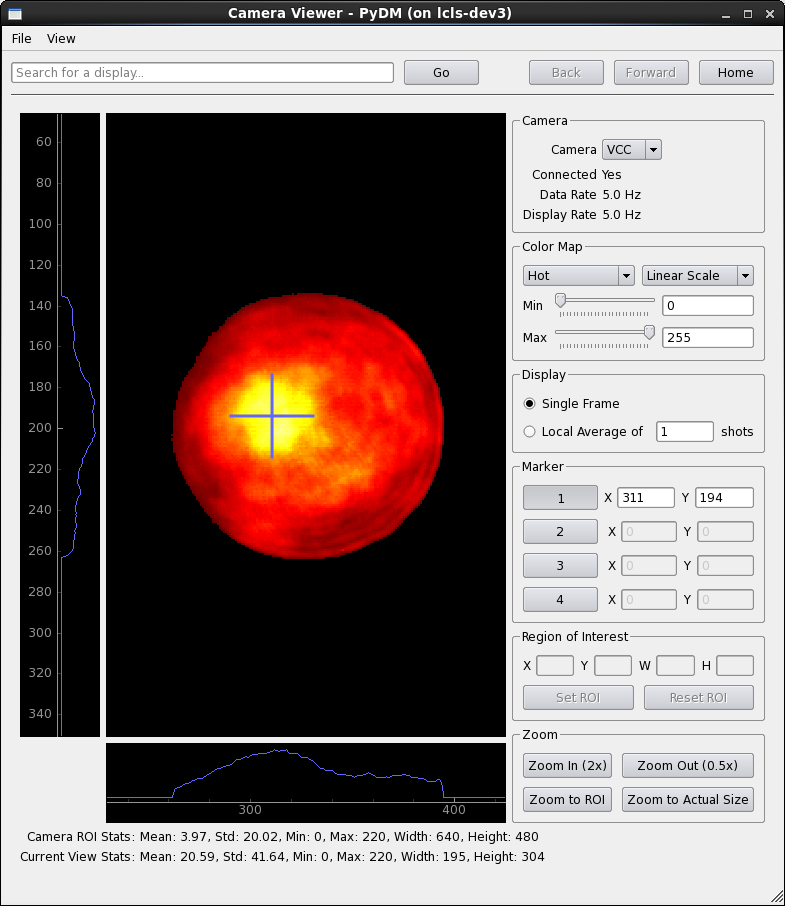 Camera Viewer - PyDM (on lcls-dev3)
File View
Search for a display... Go Back Forward Home
60
80
100
120
140
160
180
200
220
240
260
280
300
320
340
300 400
Camera
Camera VCC
Connected Yes
Data Rate 5.0 Hz
Display Rate 5.0 Hz
Color Map
Hot Linear Scale
Min 0
Max 255
Display
Single Frame
Local Average of 1 shots
Marker
1 X 311 Y 194
2 X 0 Y 0
3 X 0 Y 0
4 X 0 Y 0
Region of Interest
X Y W H
Set ROI Reset ROI
Zoom
Zoom In (2x) Zoom Out (0.5x)
Zoom to ROI Zoom to Actual Size
Camera ROI Stats: Mean: 3.97, Std: 20.02, Min: 0, Max: 220, Width: 640, Height: 480
Current View Stats: Mean: 20.59, Std: 41.64, Min: 0, Max: 220, Width: 195, Height: 304